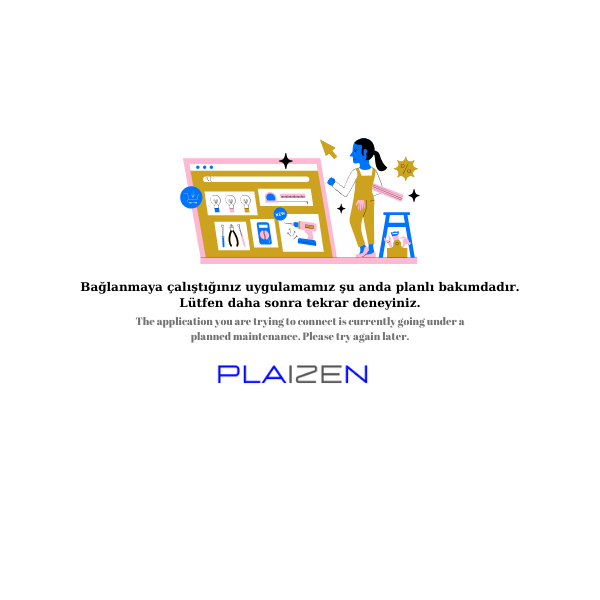 NEW
Bağlanmaya çalıştığınız uygulamamız şu anda planlı bakımdadır.
Lütfen daha sonra tekrar deneyiniz.
The application you are trying to connect is currently going under a
planned maintenance. Please try again later.
PLAIZEN